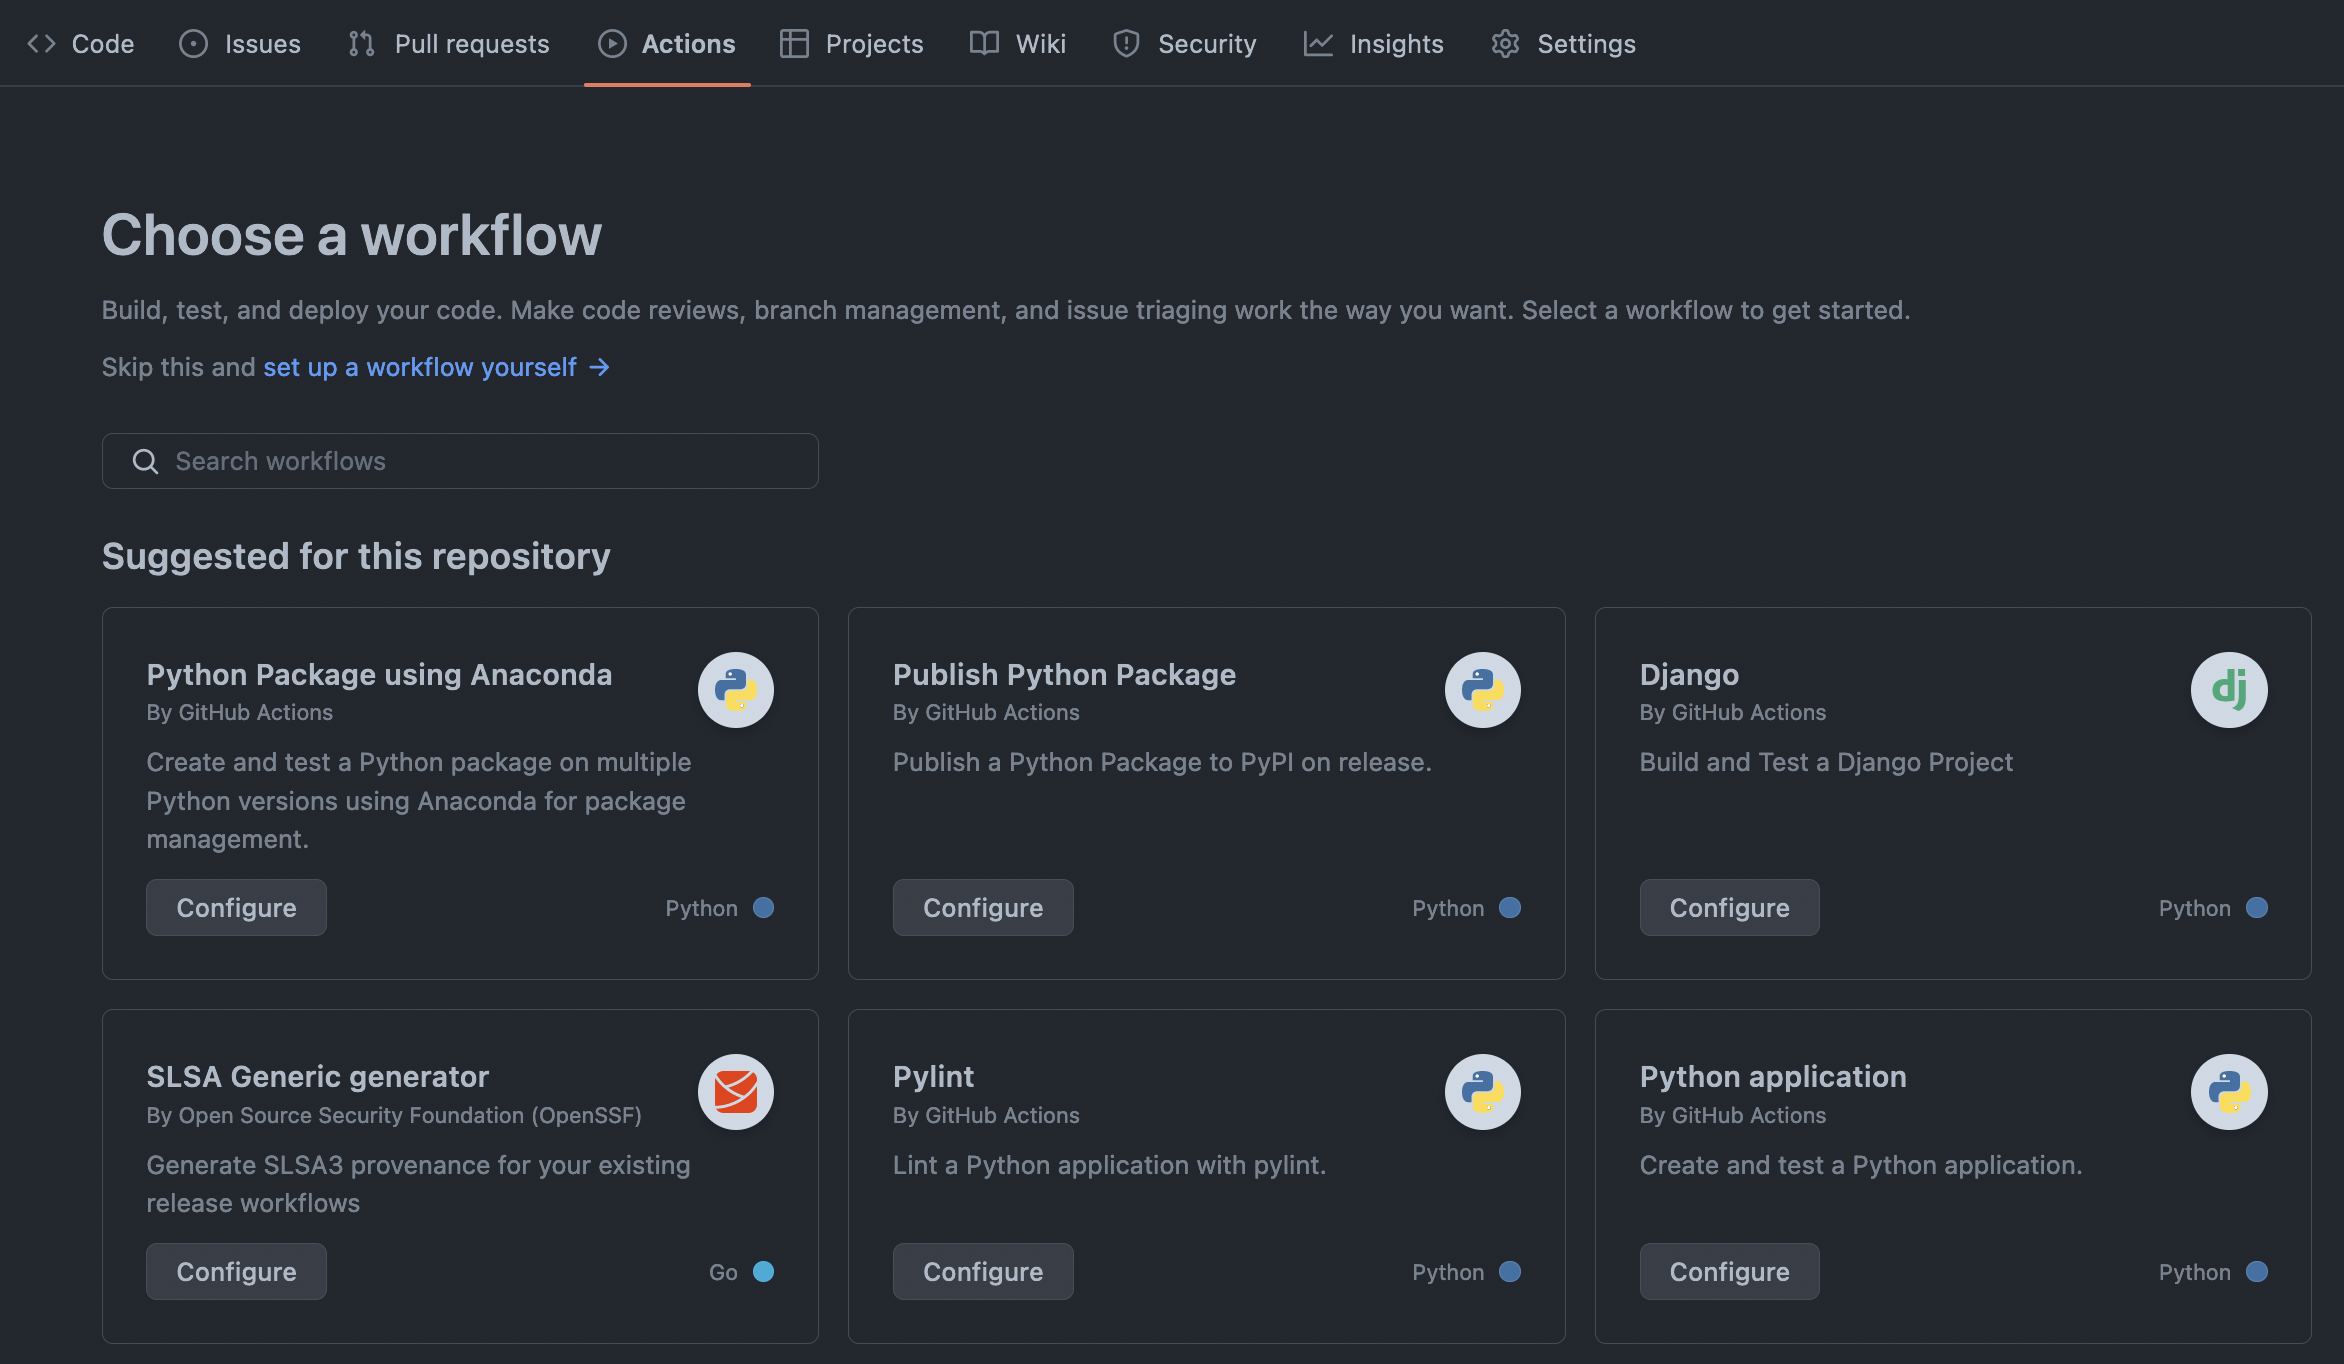 Code Issues Pull requests Actions Projects Wiki Security Insights Settings
Choose a workflow
Build, test, and deploy your code. Make code reviews, branch management, and issue triaging work the way you want. Select a workflow to get started.
Skip this and set up a workflow yourself →
Search workflows
Suggested for this repository
Python Package using Anaconda
By GitHub Actions
Create and test a Python package on multiple
Python versions using Anaconda for package
management.
Configure
Python
Publish Python Package
By GitHub Actions
Publish a Python Package to PyPI on release.
Configure
Python
Django
By GitHub Actions
Build and Test a Django Project
dj
Configure
Python
SLSA Generic generator
By Open Source Security Foundation (OpenSSF)
Generate SLSA3 provenance for your existing
release workflows
Configure
Go
Pylint
By GitHub Actions
Lint a Python application with pylint.
Configure
Python
Python application
By GitHub Actions
Create and test a Python application.
Configure
Python